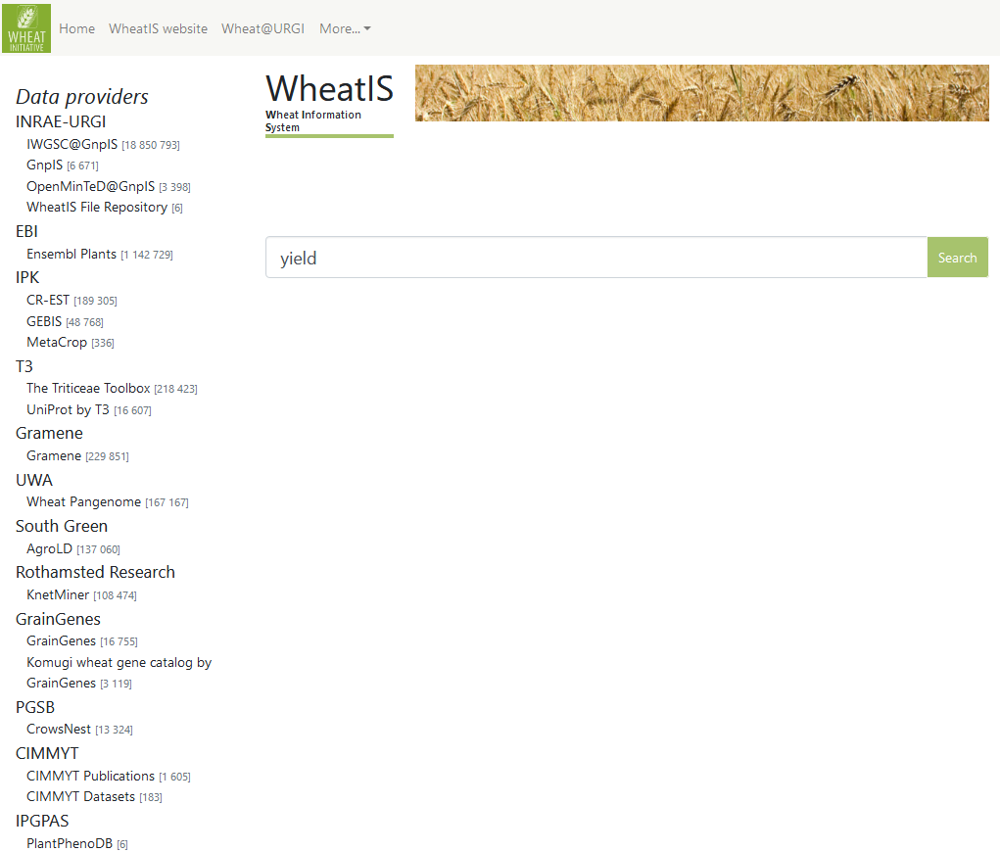 WHEAT
INITIATIVE
Home WheatIS website Wheat@URGI More...
Data providers
INRAE-URGI
IWGSC@GnpIS [18 850 793]
GnpIS [6 671]
OpenMinTeD@GnpIS [3 398]
WheatIS File Repository [6]
EBI
Ensembl Plants [1 142 729]
IPK
CR-EST [189 305]
GEBIS [48 768]
MetaCrop [336]
T3
The Triticeae Toolbox [218 423]
UniProt by T3 [16 607]
Gramene
Gramene [229 851]
UWA
Wheat Pangenome [167 167]
South Green
AgroLD [137 060]
Rothamsted Research
KnetMiner [108 474]
GrainGenes
GrainGenes [16 755]
Komugi wheat gene catalog by
GrainGenes [3 119]
PGSB
CrowsNest [13 324]
CIMMYT
CIMMYT Publications [1 605]
CIMMYT Datasets [183]
IPGPAS
PlantPhenoDB [6]
WheatIS
Wheat Information
System
yield
Search